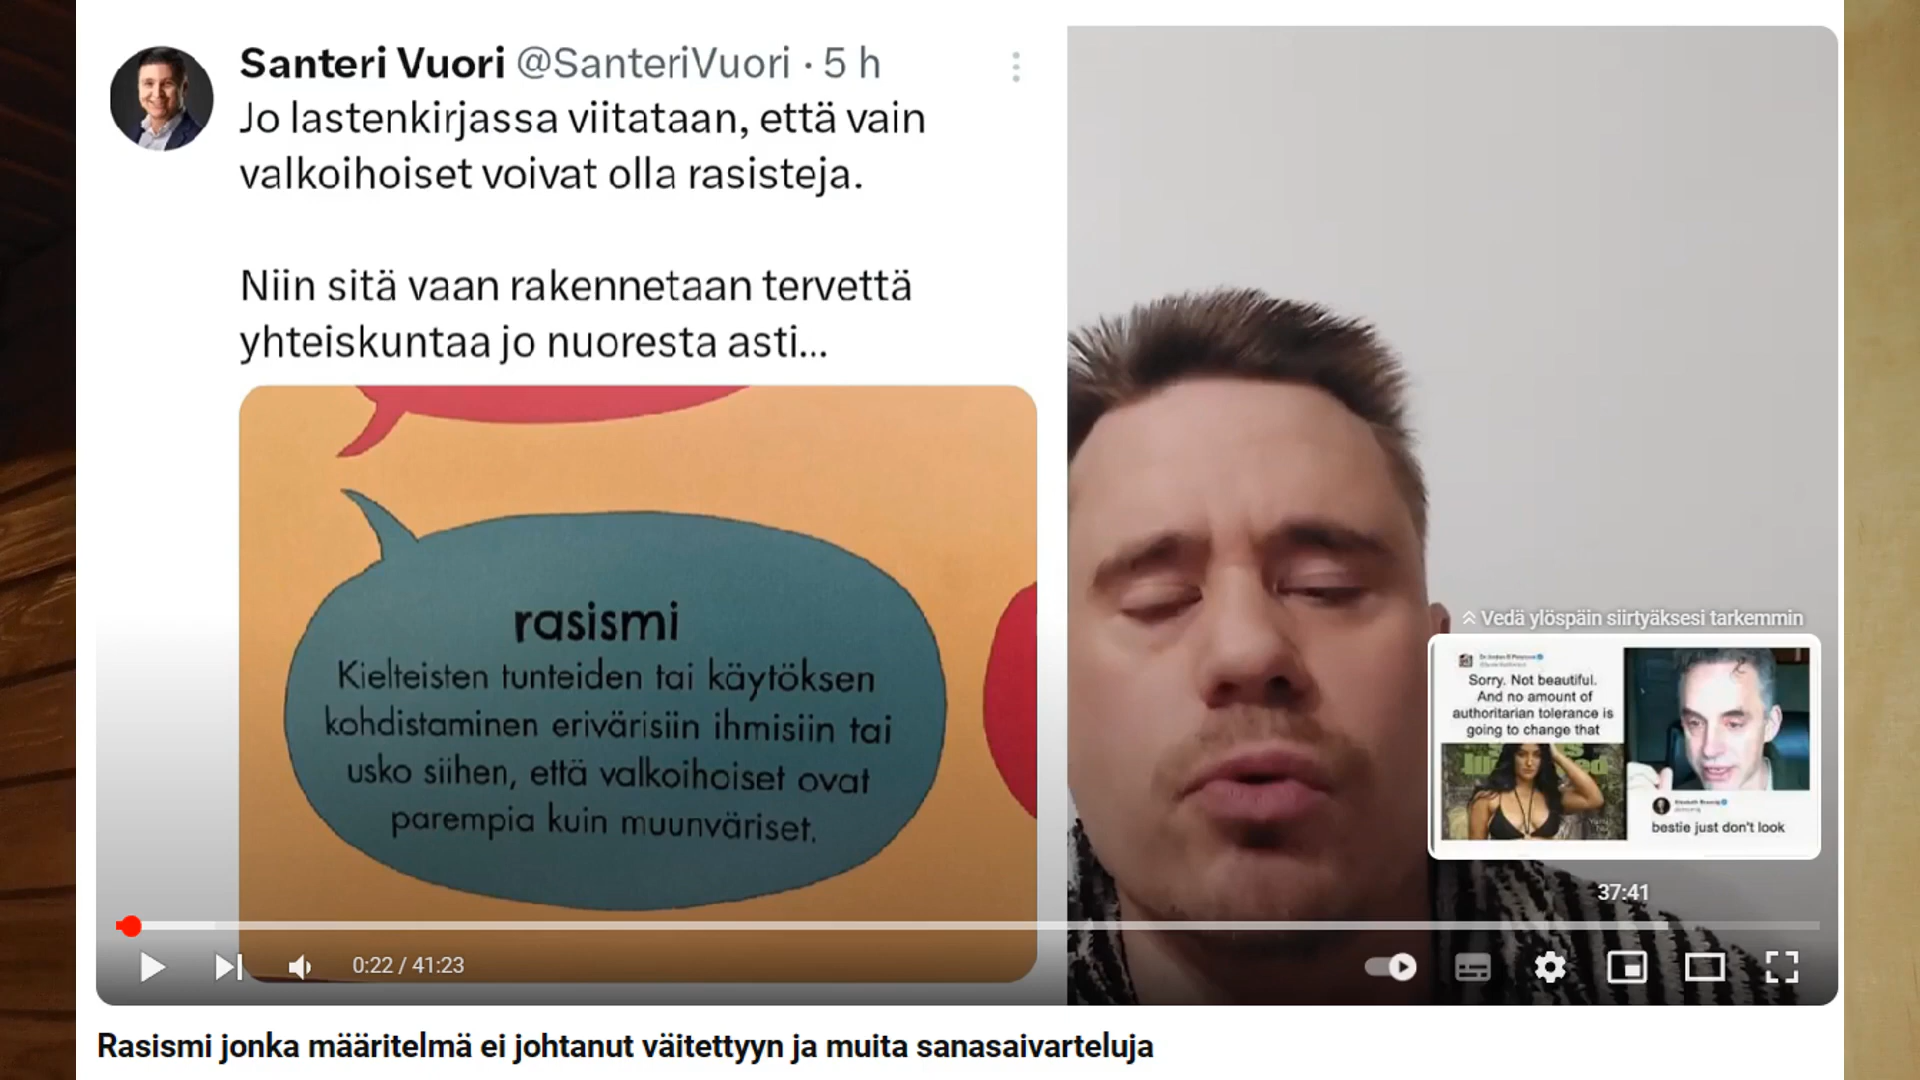 Santeri Vuori @SanteriVuori · 5 h
Jo lastenkirjassa viitataan, että vain
valkoihoiset voivat olla rasisteja.
Niin sitä vaan rakennetaan tervettä
yhteiskuntaa jo nuoresta asti...
rasismi
Kielteisten tunteiden tai käytöksen
kohdistaminen erivärisiin ihmisiin tai
usko siihen, että valkoihoiset ovat
parempia kuin muunväriset.
Vedä ylöspäin siirtyäksesi tarkemmin
Sorry. Not beautiful.
And no amount of
authoritarian tolerance is
going to change that
bestie just don't look
37:41
0:22 / 41:23
Rasismi jonka määritelmä ei johtanut väitettyyn ja muita sanasaivarteluja